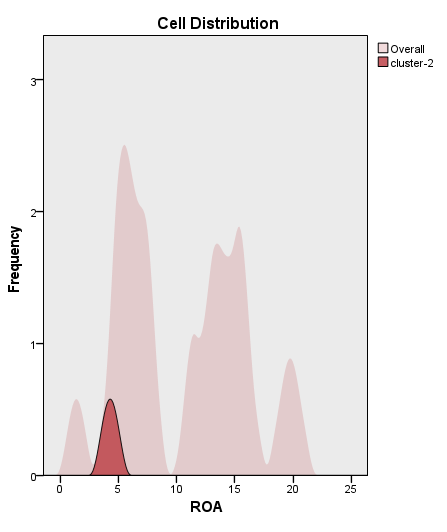 Cell Distribution
Overall
cluster-2
3
2
1
0
Frequency
0 5 10 15 20 25
ROA